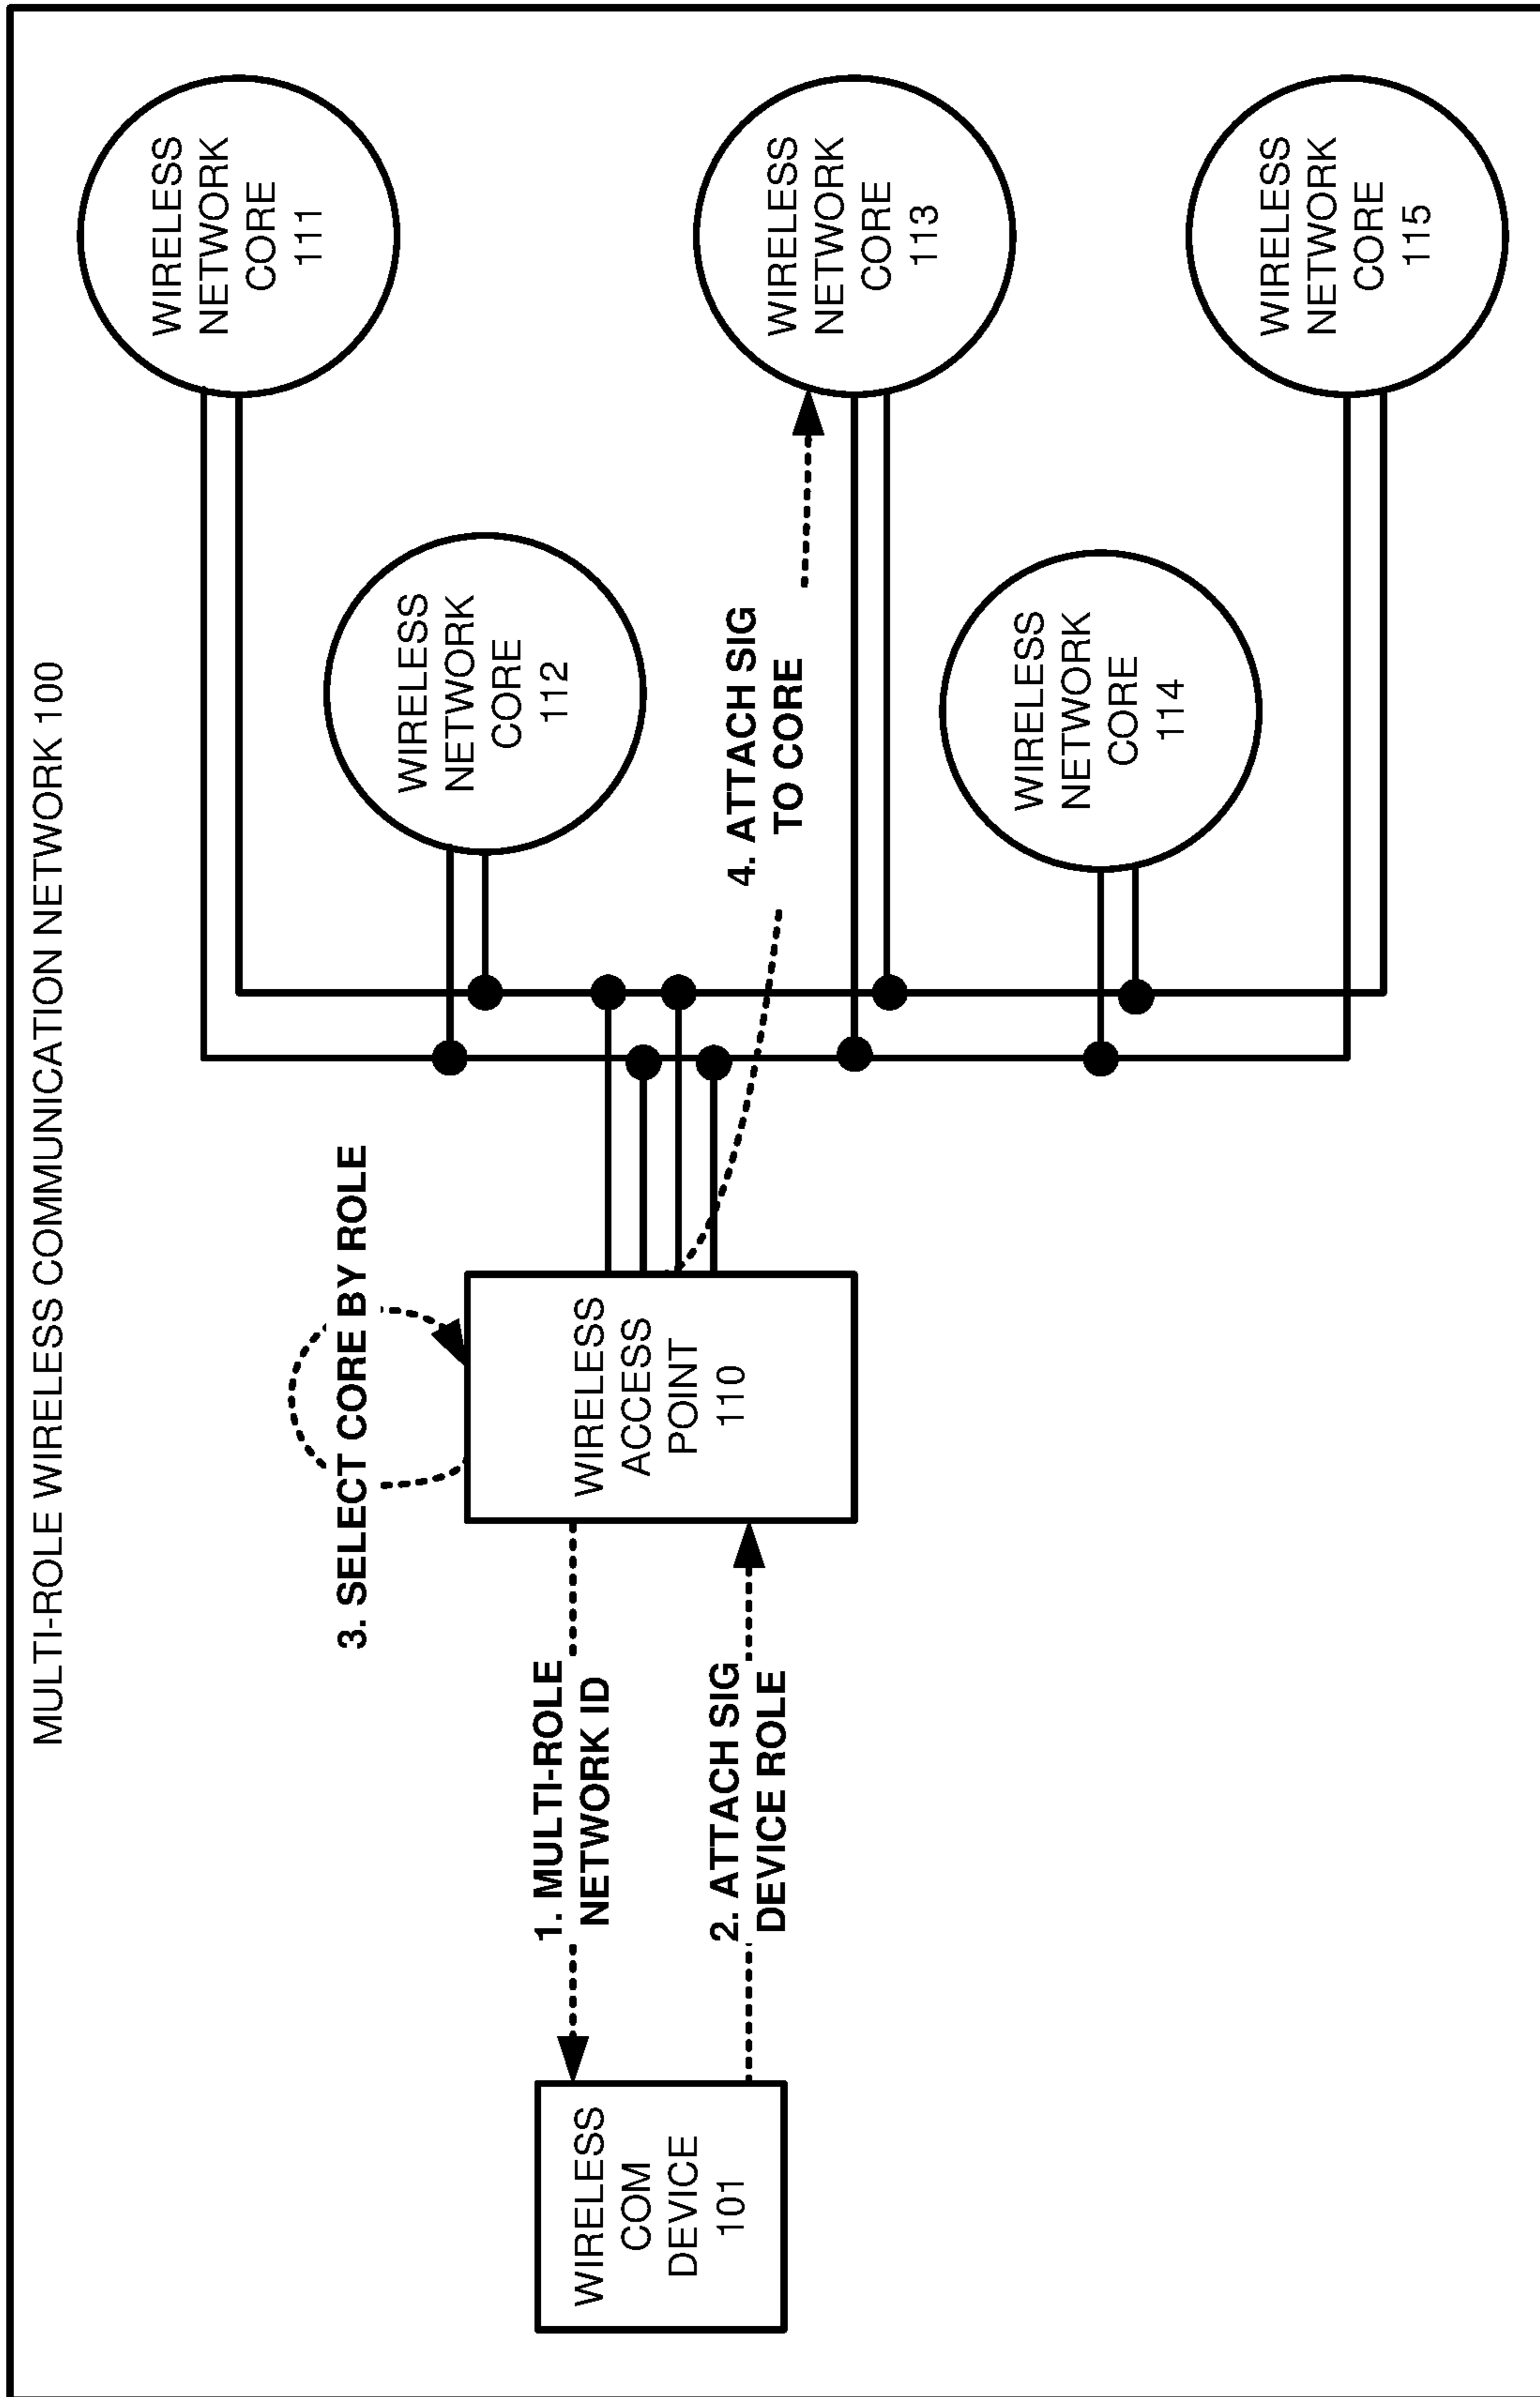 MULTI-ROLE WIRELESS COMMUNICATION NETWORK 100
3. SELECT CORE BY ROLE
WIRELESS
COM
DEVICE
101
1. MULTI-ROLE
NETWORK ID
2. ATTACH SIG
DEVICE ROLE
WIRELESS
ACCESS
POINT
110
4. ATTACH SIG
TO CORE
WIRELESS
NETWORK
CORE
111
WIRELESS
NETWORK
CORE
112
WIRELESS
NETWORK
CORE
113
WIRELESS
NETWORK
CORE
114
WIRELESS
NETWORK
CORE
115